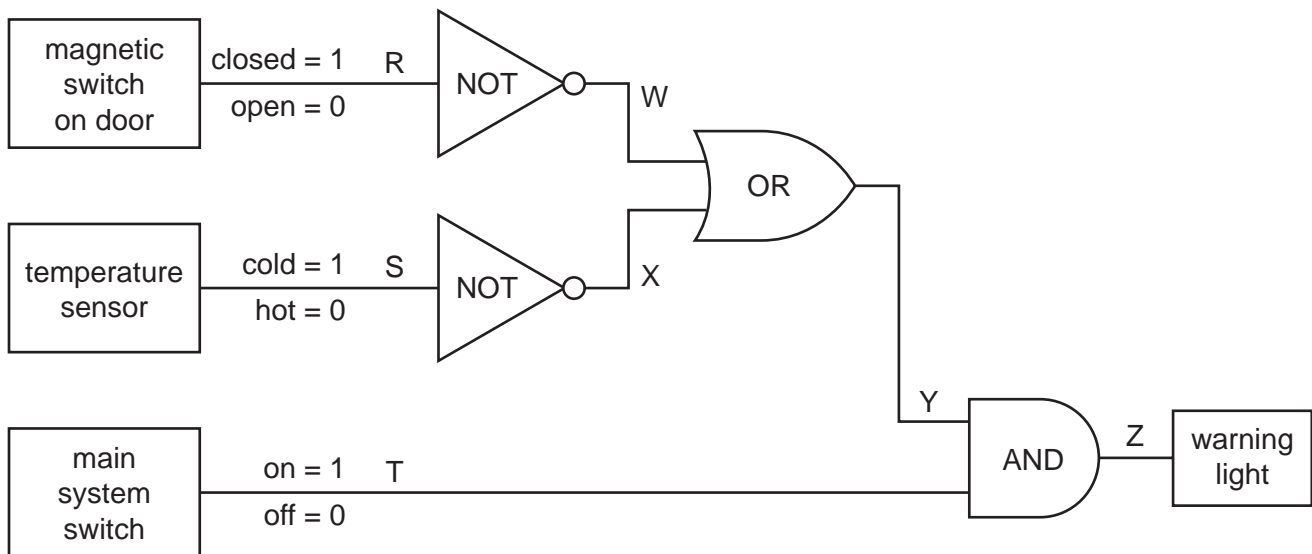 magnetic
switch
on door
closed = 1
open = 0
R
NOT
W
OR
temperature
sensor
cold = 1
hot = 0
S
NOT
X
Y
main
system
switch
on = 1
off = 0
T
AND
Z
warning
light